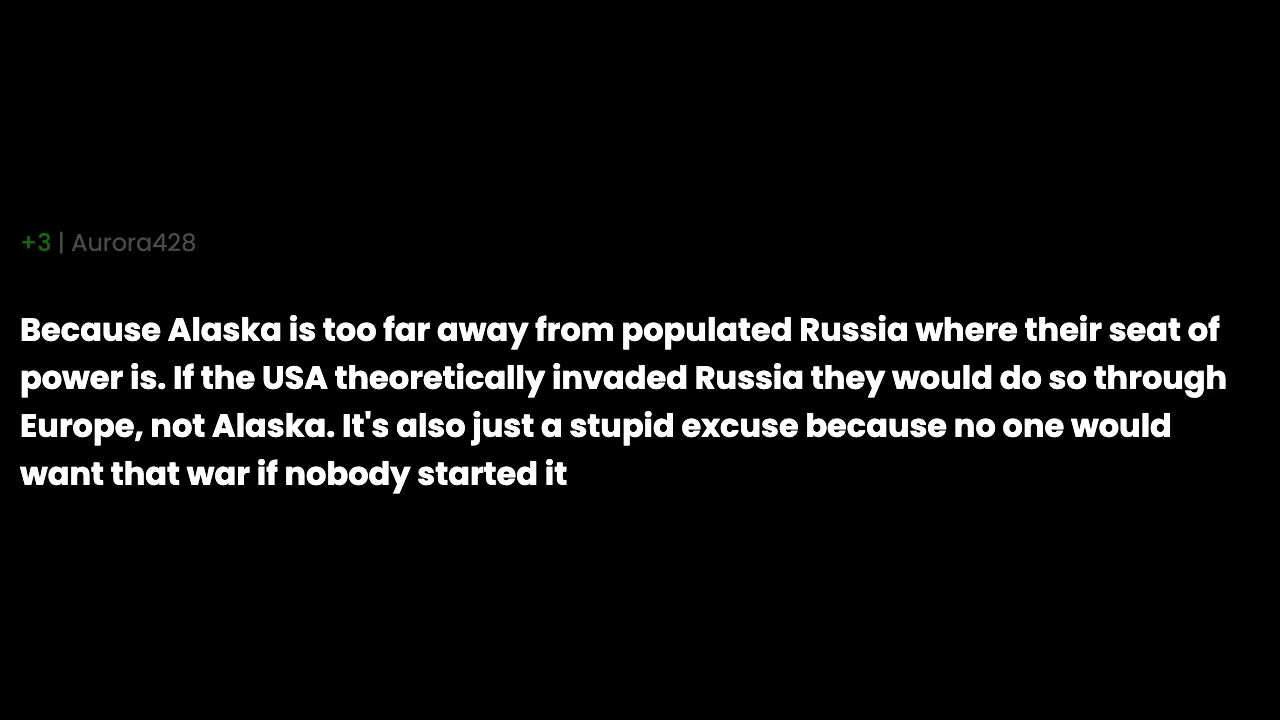 +3 | Aurora428
Because Alaska is too far away from populated Russia where their seat of
power is. If the USA theoretically invaded Russia they would do so through
Europe, not Alaska. It's also just a stupid excuse because no one would
want that war if nobody started it